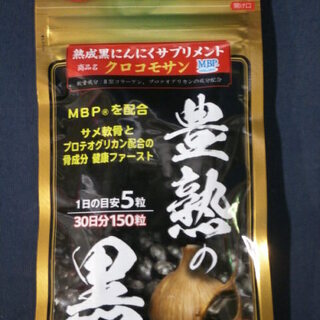 開け口
熟成黒にんにくサプリメント
商品名 クロコモサン
MBP
MBP®を配合
サメ軟骨と
プロテオグリカン配合の
骨成分 健康ファースト
1日の目安5粒
30日分150粒
豊熟の
黒